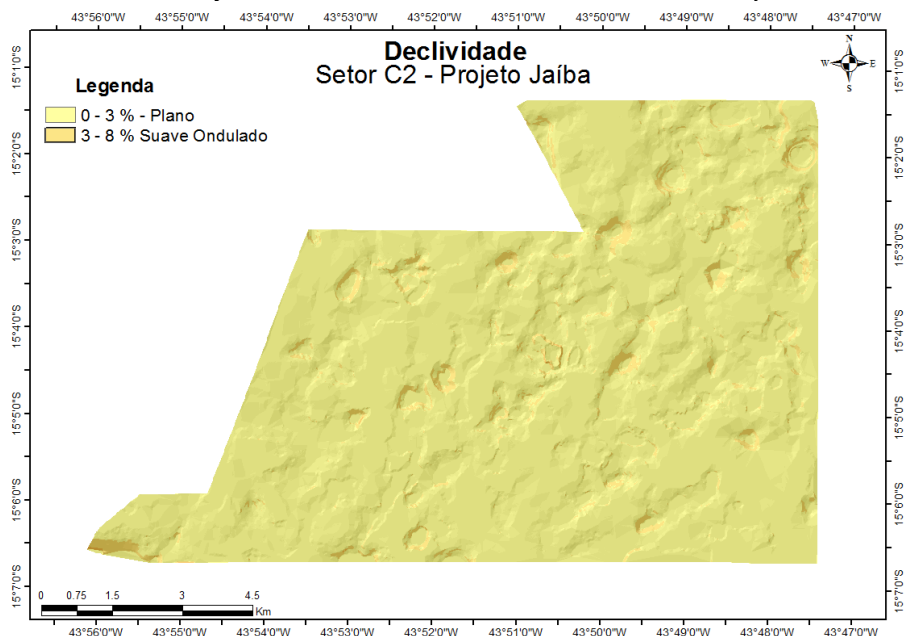 43°56'0"W 43°55'0"W 43°54'0"W 43°53'0"W 43°52'0"W 43°51'0"W 43°50'0"W 43°49'0"W 43°48'0"W 43°47'0"W
Declividade
Setor C2 - Projeto Jaíba
N
W E
S
Legenda
0 - 3 % - Plano
3 - 8 % Suave Ondulado
15°1'0"S
15°2'0"S
15°3'0"S
15°4'0"S
15°5'0"S
15°6'0"S
15°7'0"S
15°1'0"S
15°2'0"S
15°3'0"S
15°4'0"S
15°5'0"S
15°6'0"S
15°7'0"S
0 0.75 1.5 3 4.5
Km
43°56'0"W 43°55'0"W 43°54'0"W 43°53'0"W 43°52'0"W 43°51'0"W 43°50'0"W 43°49'0"W 43°48'0"W 43°47'0"W